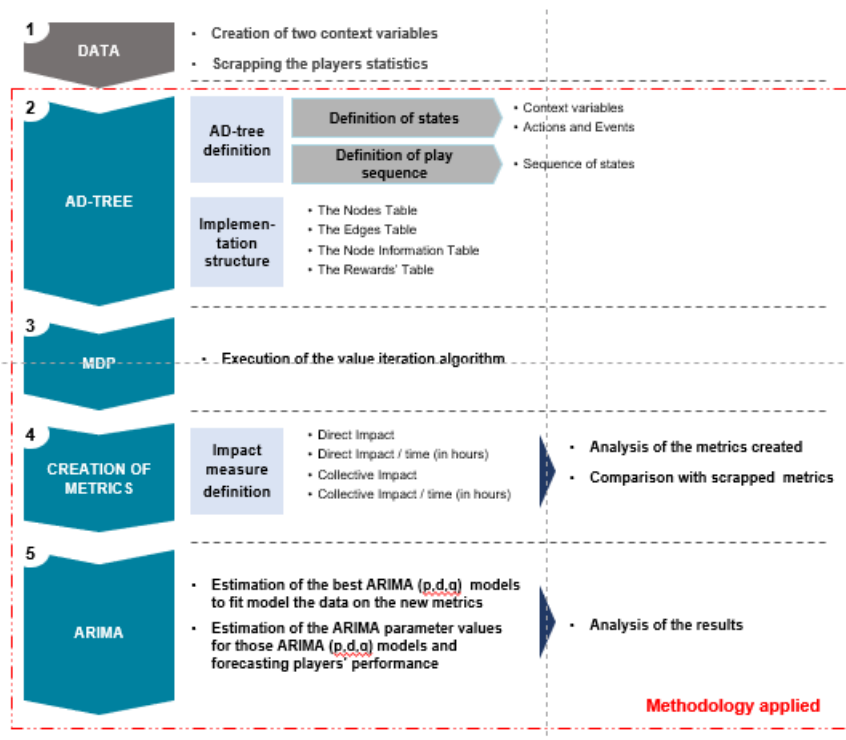 1
DATA
• Creation of two context variables
• Scrapping the players statistics
2
AD-TREE
AD-tree
definition
Definition of states
• Context variables
• Actions and Events
Definition of play
sequence
• Sequence of states
Implemen-
tation
structure
• The Nodes Table
• The Edges Table
• The Node Information Table
• The Rewards' Table
3
MDP
• Execution of the value iteration algorithm
4
CREATION OF
METRICS
Impact
measure
definition
• Direct Impact
• Direct Impact / time (in hours)
• Collective Impact
• Collective Impact / time (in hours)
• Analysis of the metrics created
• Comparison with scrapped metrics
5
ARIMA
• Estimation of the best ARIMA (p,d,q) models
to fit model the data on the new metrics
• Estimation of the ARIMA parameter values
for those ARIMA (p,d,q) models and
forecasting players' performance
• Analysis of the results
Methodology applied